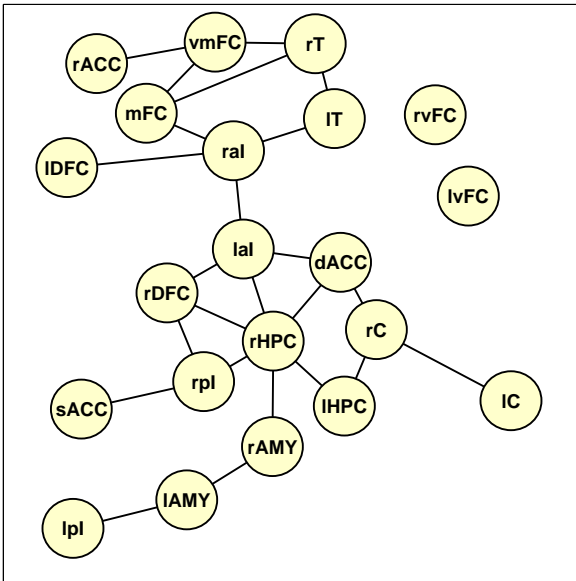 vmFC
rT
rACC
mFC
lT
rvFC
raI
lDFC
lvFC
laI
dACC
rDFC
rC
rHPC
rpI
lHPC
lC
sACC
rAMY
lAMY
lpI